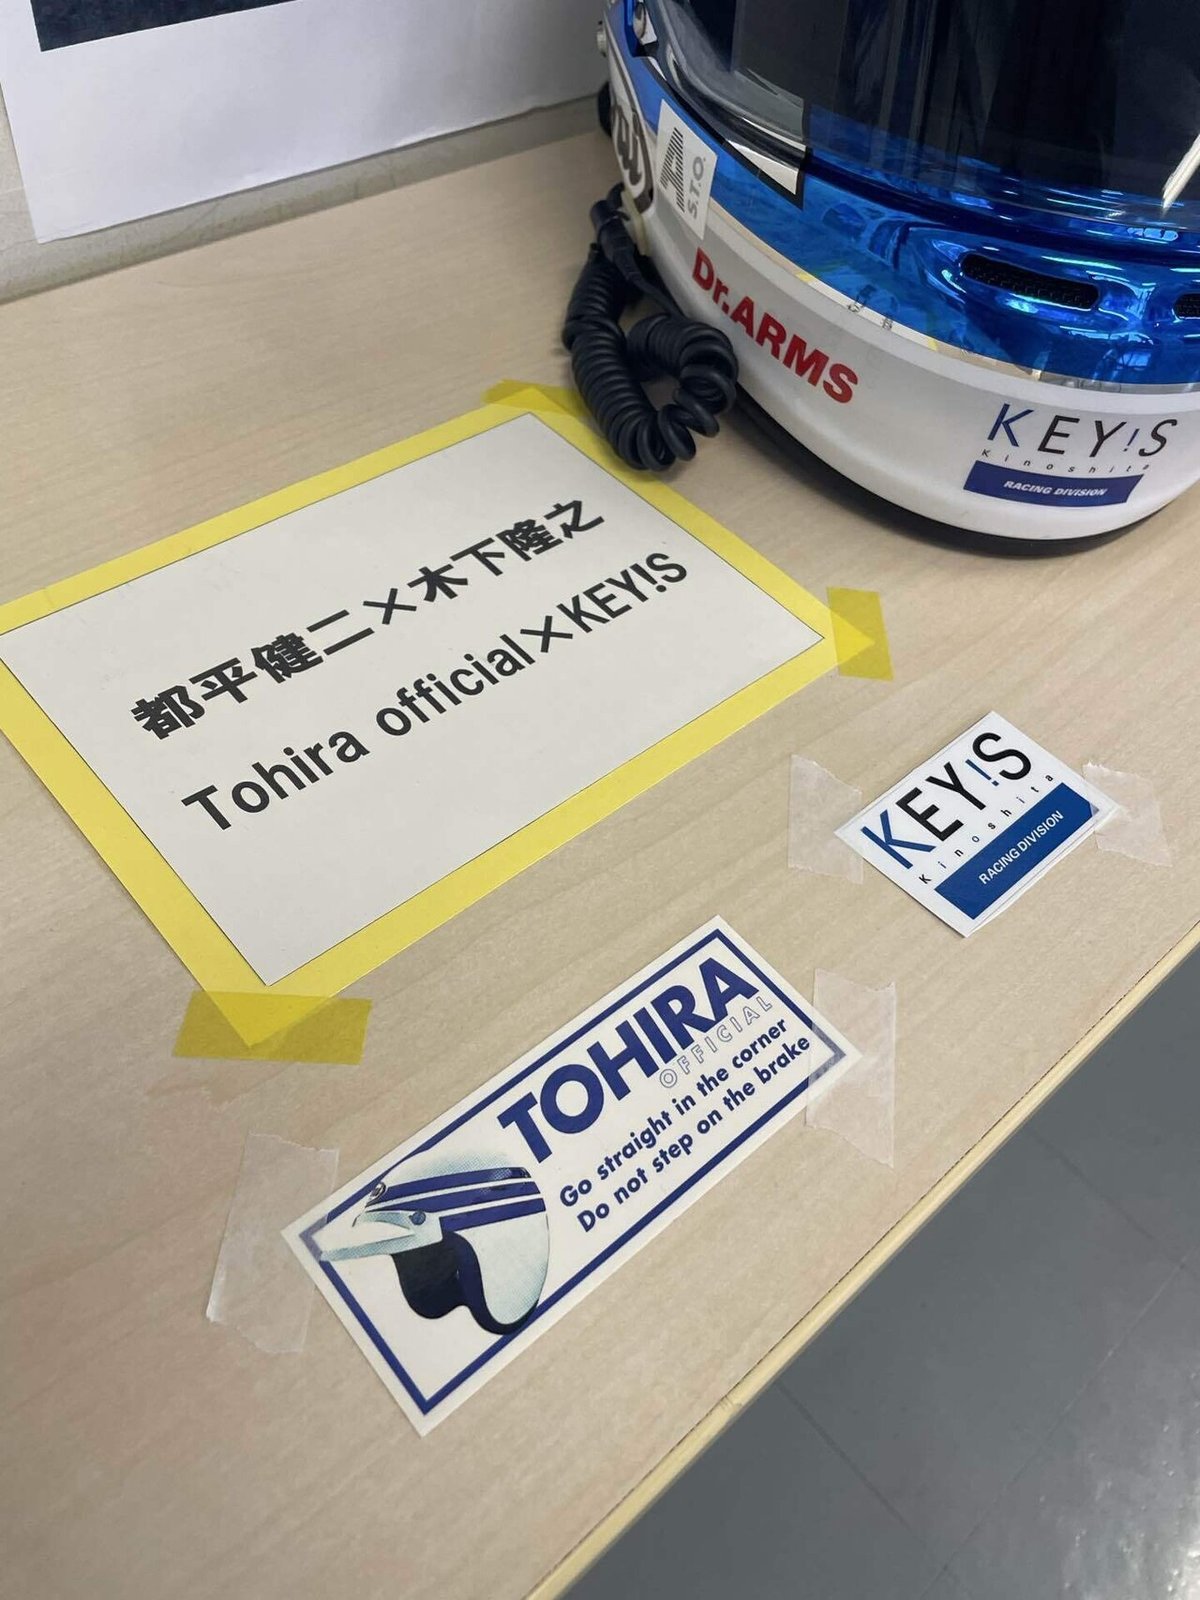 S.T.O.
Dr.ARMS
KEY!S
Kinoshita
RACING DIVISION
都平健二×木下隆之
Tohira official×KEY!S
KEY!S
Kinoshita
RACING DIVISION
TOHIRA
OFFICIAL
Go straight in the corner
Do not step on the brake